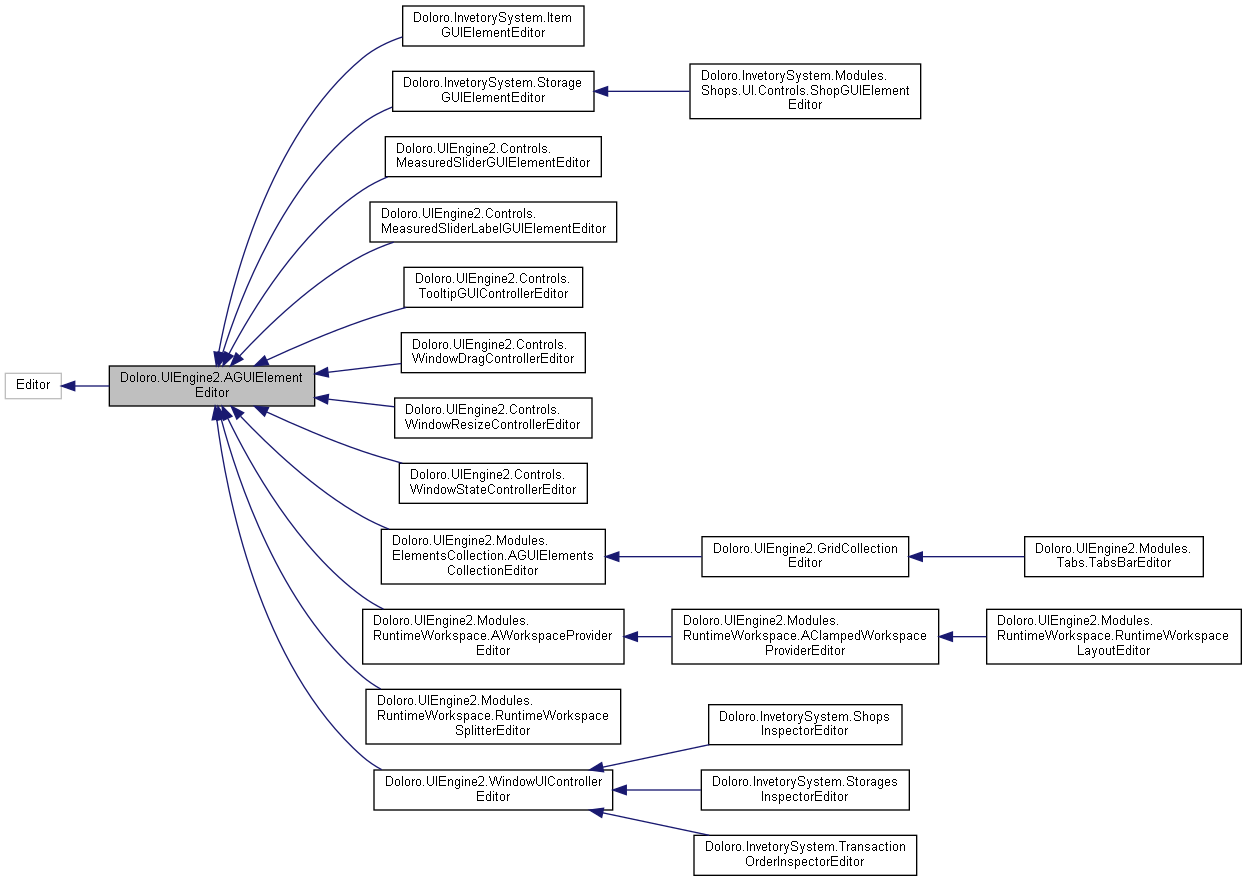 Doloro.InvetorySystem.Item
GUIElementEditor
Doloro.InvetorySystem.Storage
GUIElementEditor
Doloro.InvetorySystem.Modules.
Shops.UI.Controls.ShopGUIElement
Editor
Doloro.UIEngine2.Controls.
MeasuredSliderGUIElementEditor
Doloro.UIEngine2.Controls.
MeasuredSliderLabelGUIElementEditor
Doloro.UIEngine2.Controls.
TooltipGUIControllerEditor
Doloro.UIEngine2.Controls.
WindowDragControllerEditor
Editor
Doloro.UIEngine2.AGUIElement
Editor
Doloro.UIEngine2.Controls.
WindowResizeControllerEditor
Doloro.UIEngine2.Controls.
WindowStateControllerEditor
Doloro.UIEngine2.Modules.
ElementsCollection.AGUIElements
CollectionEditor
Doloro.UIEngine2.GridCollection
Editor
Doloro.UIEngine2.Modules.
Tabs.TabsBarEditor
Doloro.UIEngine2.Modules.
RuntimeWorkspace.AWorkspaceProvider
Editor
Doloro.UIEngine2.Modules.
RuntimeWorkspace.AClampedWorkspace
ProviderEditor
Doloro.UIEngine2.Modules.
RuntimeWorkspace.RuntimeWorkspace
LayoutEditor
Doloro.UIEngine2.Modules.
RuntimeWorkspace.RuntimeWorkspace
SplitterEditor
Doloro.InvetorySystem.Shops
InspectorEditor
Doloro.UIEngine2.WindowUIController
Editor
Doloro.InvetorySystem.Storages
InspectorEditor
Doloro.InvetorySystem.Transaction
OrderInspectorEditor